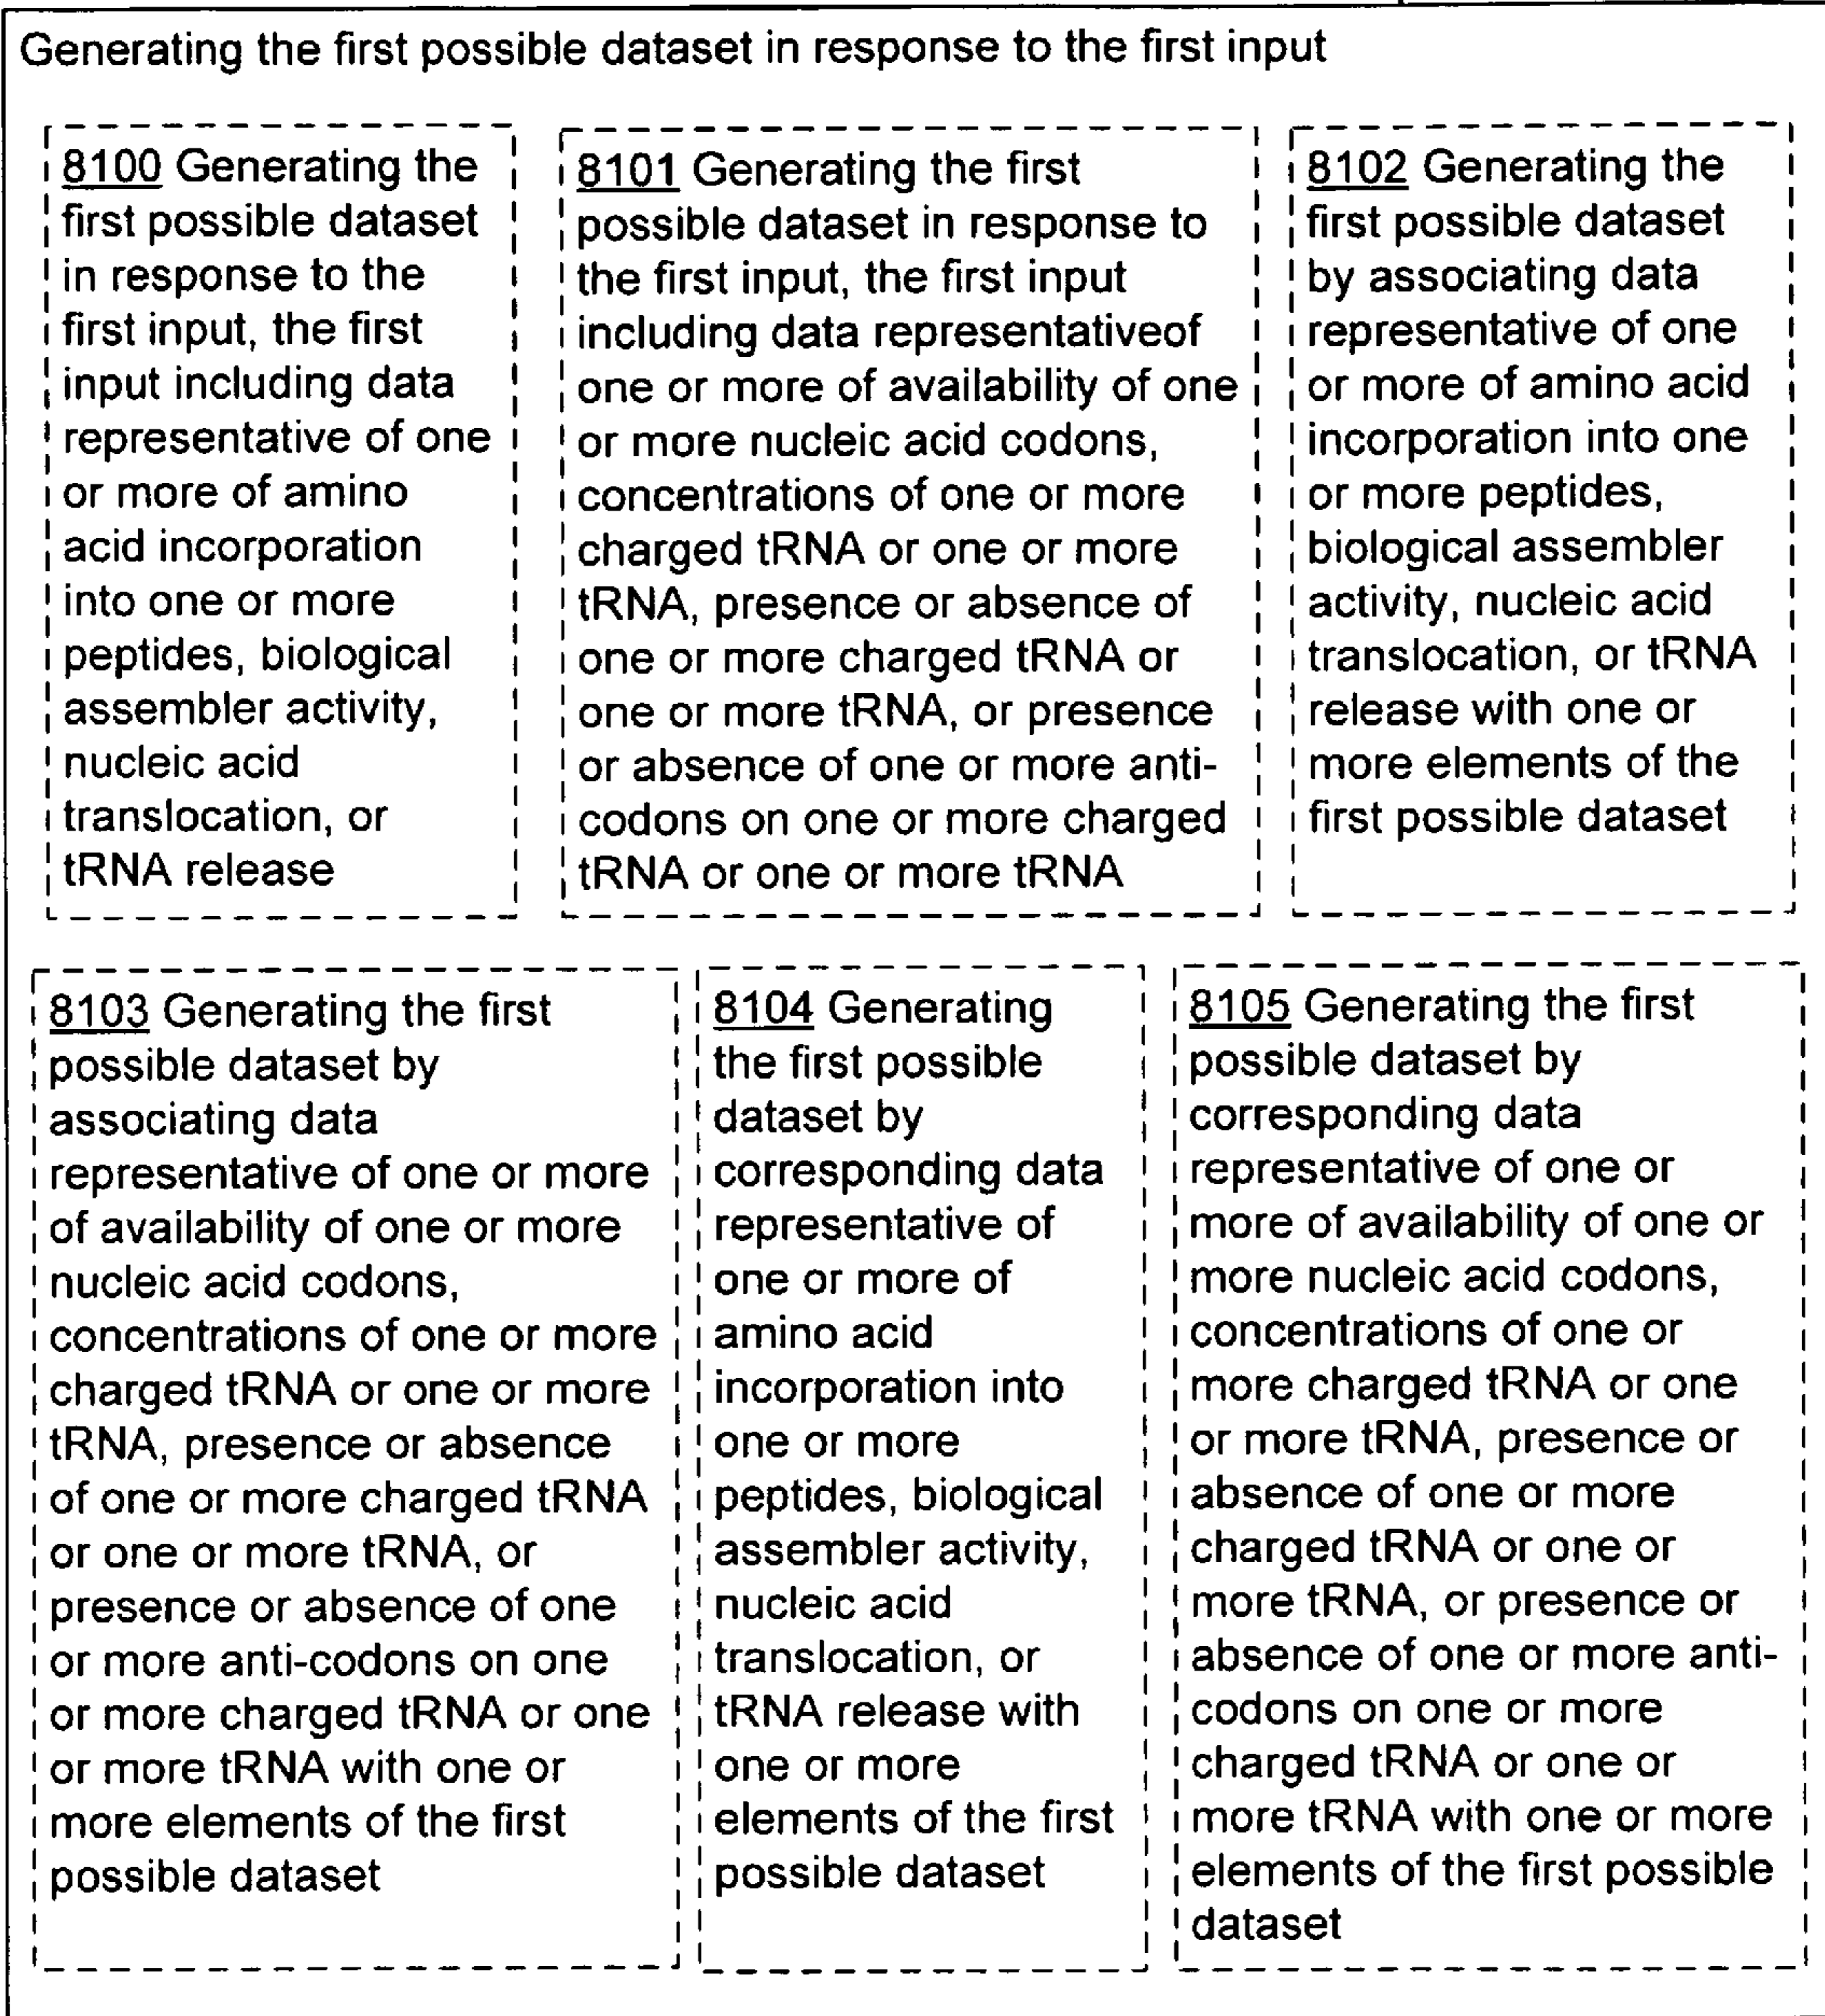 Generating the first possible dataset in response to the first input
8100 Generating the
first possible dataset
in response to the
first input, the first
input including data
representative of one
or more of amino
acid incorporation
into one or more
peptides, biological
assembler activity,
nucleic acid
translocation, or
tRNA release
8101 Generating the first
possible dataset in response to
the first input, the first input
including data representativeof
one or more of availability of one
or more nucleic acid codons,
concentrations of one or more
charged tRNA or one or more
tRNA, presence or absence of
one or more charged tRNA or
one or more tRNA, or presence
or absence of one or more anti-
codons on one or more charged
tRNA or one or more tRNA
8102 Generating the
first possible dataset
by associating data
representative of one
or more of amino acid
incorporation into one
or more peptides,
biological assembler
activity, nucleic acid
translocation, or tRNA
release with one or
more elements of the
first possible dataset
8103 Generating the first
possible dataset by
associating data
representative of one or more
of availability of one or more
nucleic acid codons,
concentrations of one or more
charged tRNA or one or more
tRNA, presence or absence
of one or more charged tRNA
or one or more tRNA, or
presence or absence of one
or more anti-codons on one
or more charged tRNA or one
or more tRNA with one or
more elements of the first
possible dataset
8104 Generating
the first possible
dataset by
corresponding data
representative of
one or more of
amino acid
incorporation into
one or more
peptides, biological
assembler activity,
nucleic acid
translocation, or
tRNA release with
one or more
elements of the first
possible dataset
8105 Generating the first
possible dataset by
corresponding data
representative of one or
more of availability of one or
more nucleic acid codons,
concentrations of one or
more charged tRNA or one
or more tRNA, presence or
absence of one or more
charged tRNA or one or
more tRNA, or presence or
absence of one or more anti-
codons on one or more
charged tRNA or one or
more tRNA with one or more
elements of the first possible
dataset